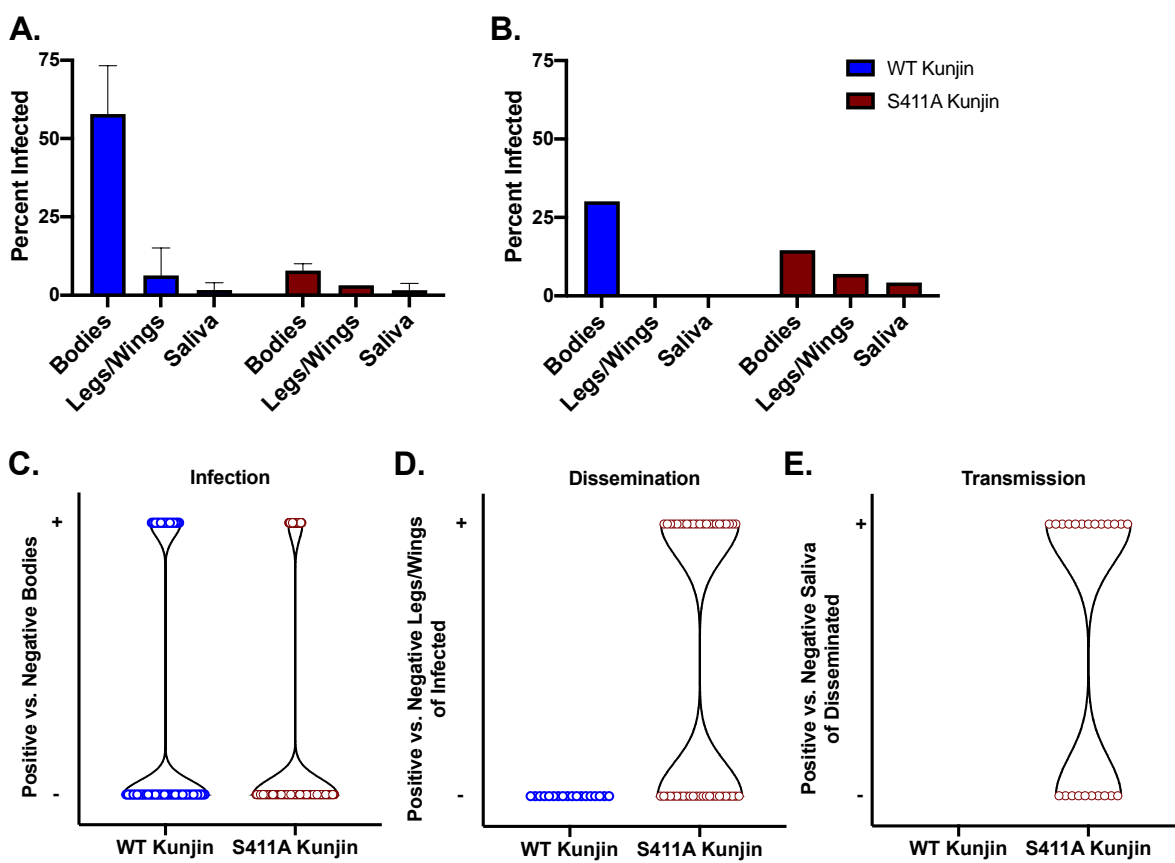 A.
Percent Infected
75
50
25
0
Bodies
Legs/Wings
Saliva
Bodies
Legs/Wings
Saliva
B.
Percent Infected
75
50
25
0
Bodies
Legs/Wings
Saliva
Bodies
Legs/Wings
Saliva
WT Kunjin
S411A Kunjin
C.
Infection
Positive vs. Negative Bodies
+
-
WT Kunjin
S411A Kunjin
D.
Dissemination
Positive vs. Negative Legs/Wings
of Infected
+
-
WT Kunjin
S411A Kunjin
E.
Transmission
Positive vs. Negative Saliva
of Disseminated
+
-
WT Kunjin
S411A Kunjin